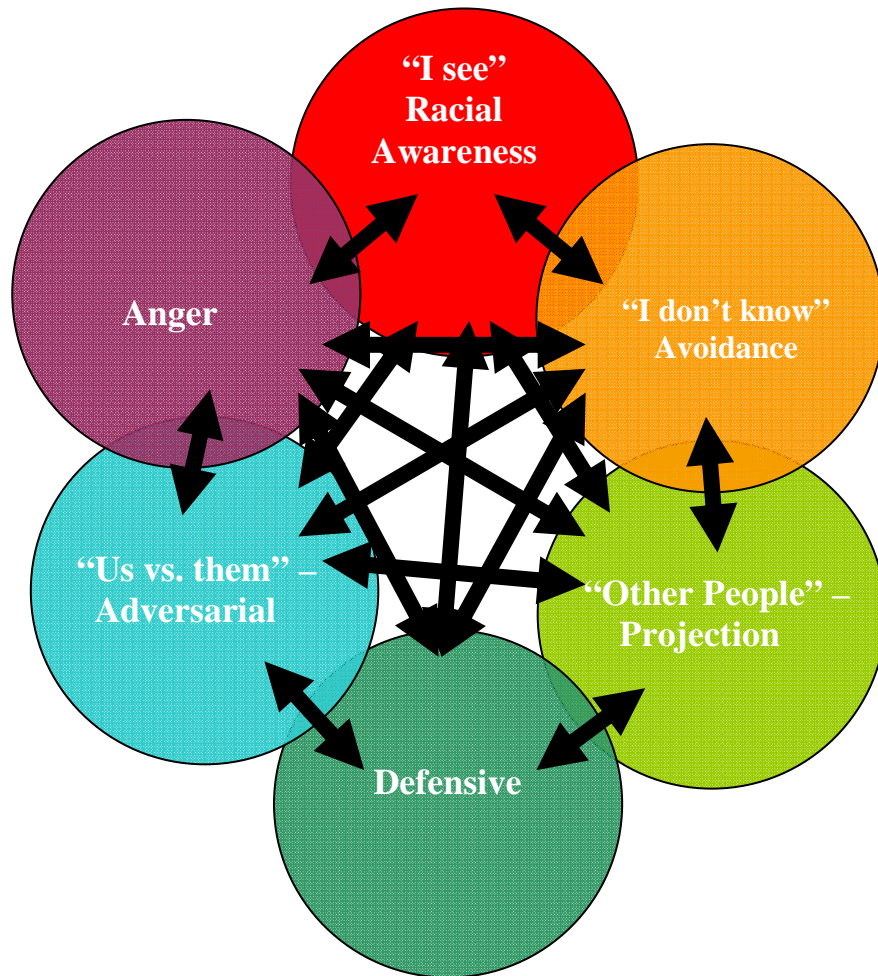 “I see”
Racial
Awareness
Anger
“I don’t know”
Avoidance
“Us vs. them” –
Adversarial
“Other People” –
Projection
Defensive